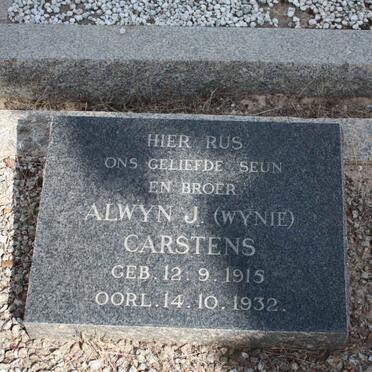 HIER RUS
ONS GELIEFDE SEUN
EN BROER
ALWYN J. (WYNIE)
CARSTENS
GEB. 12. 9. 1915
OORL. 14. 10. 1932.